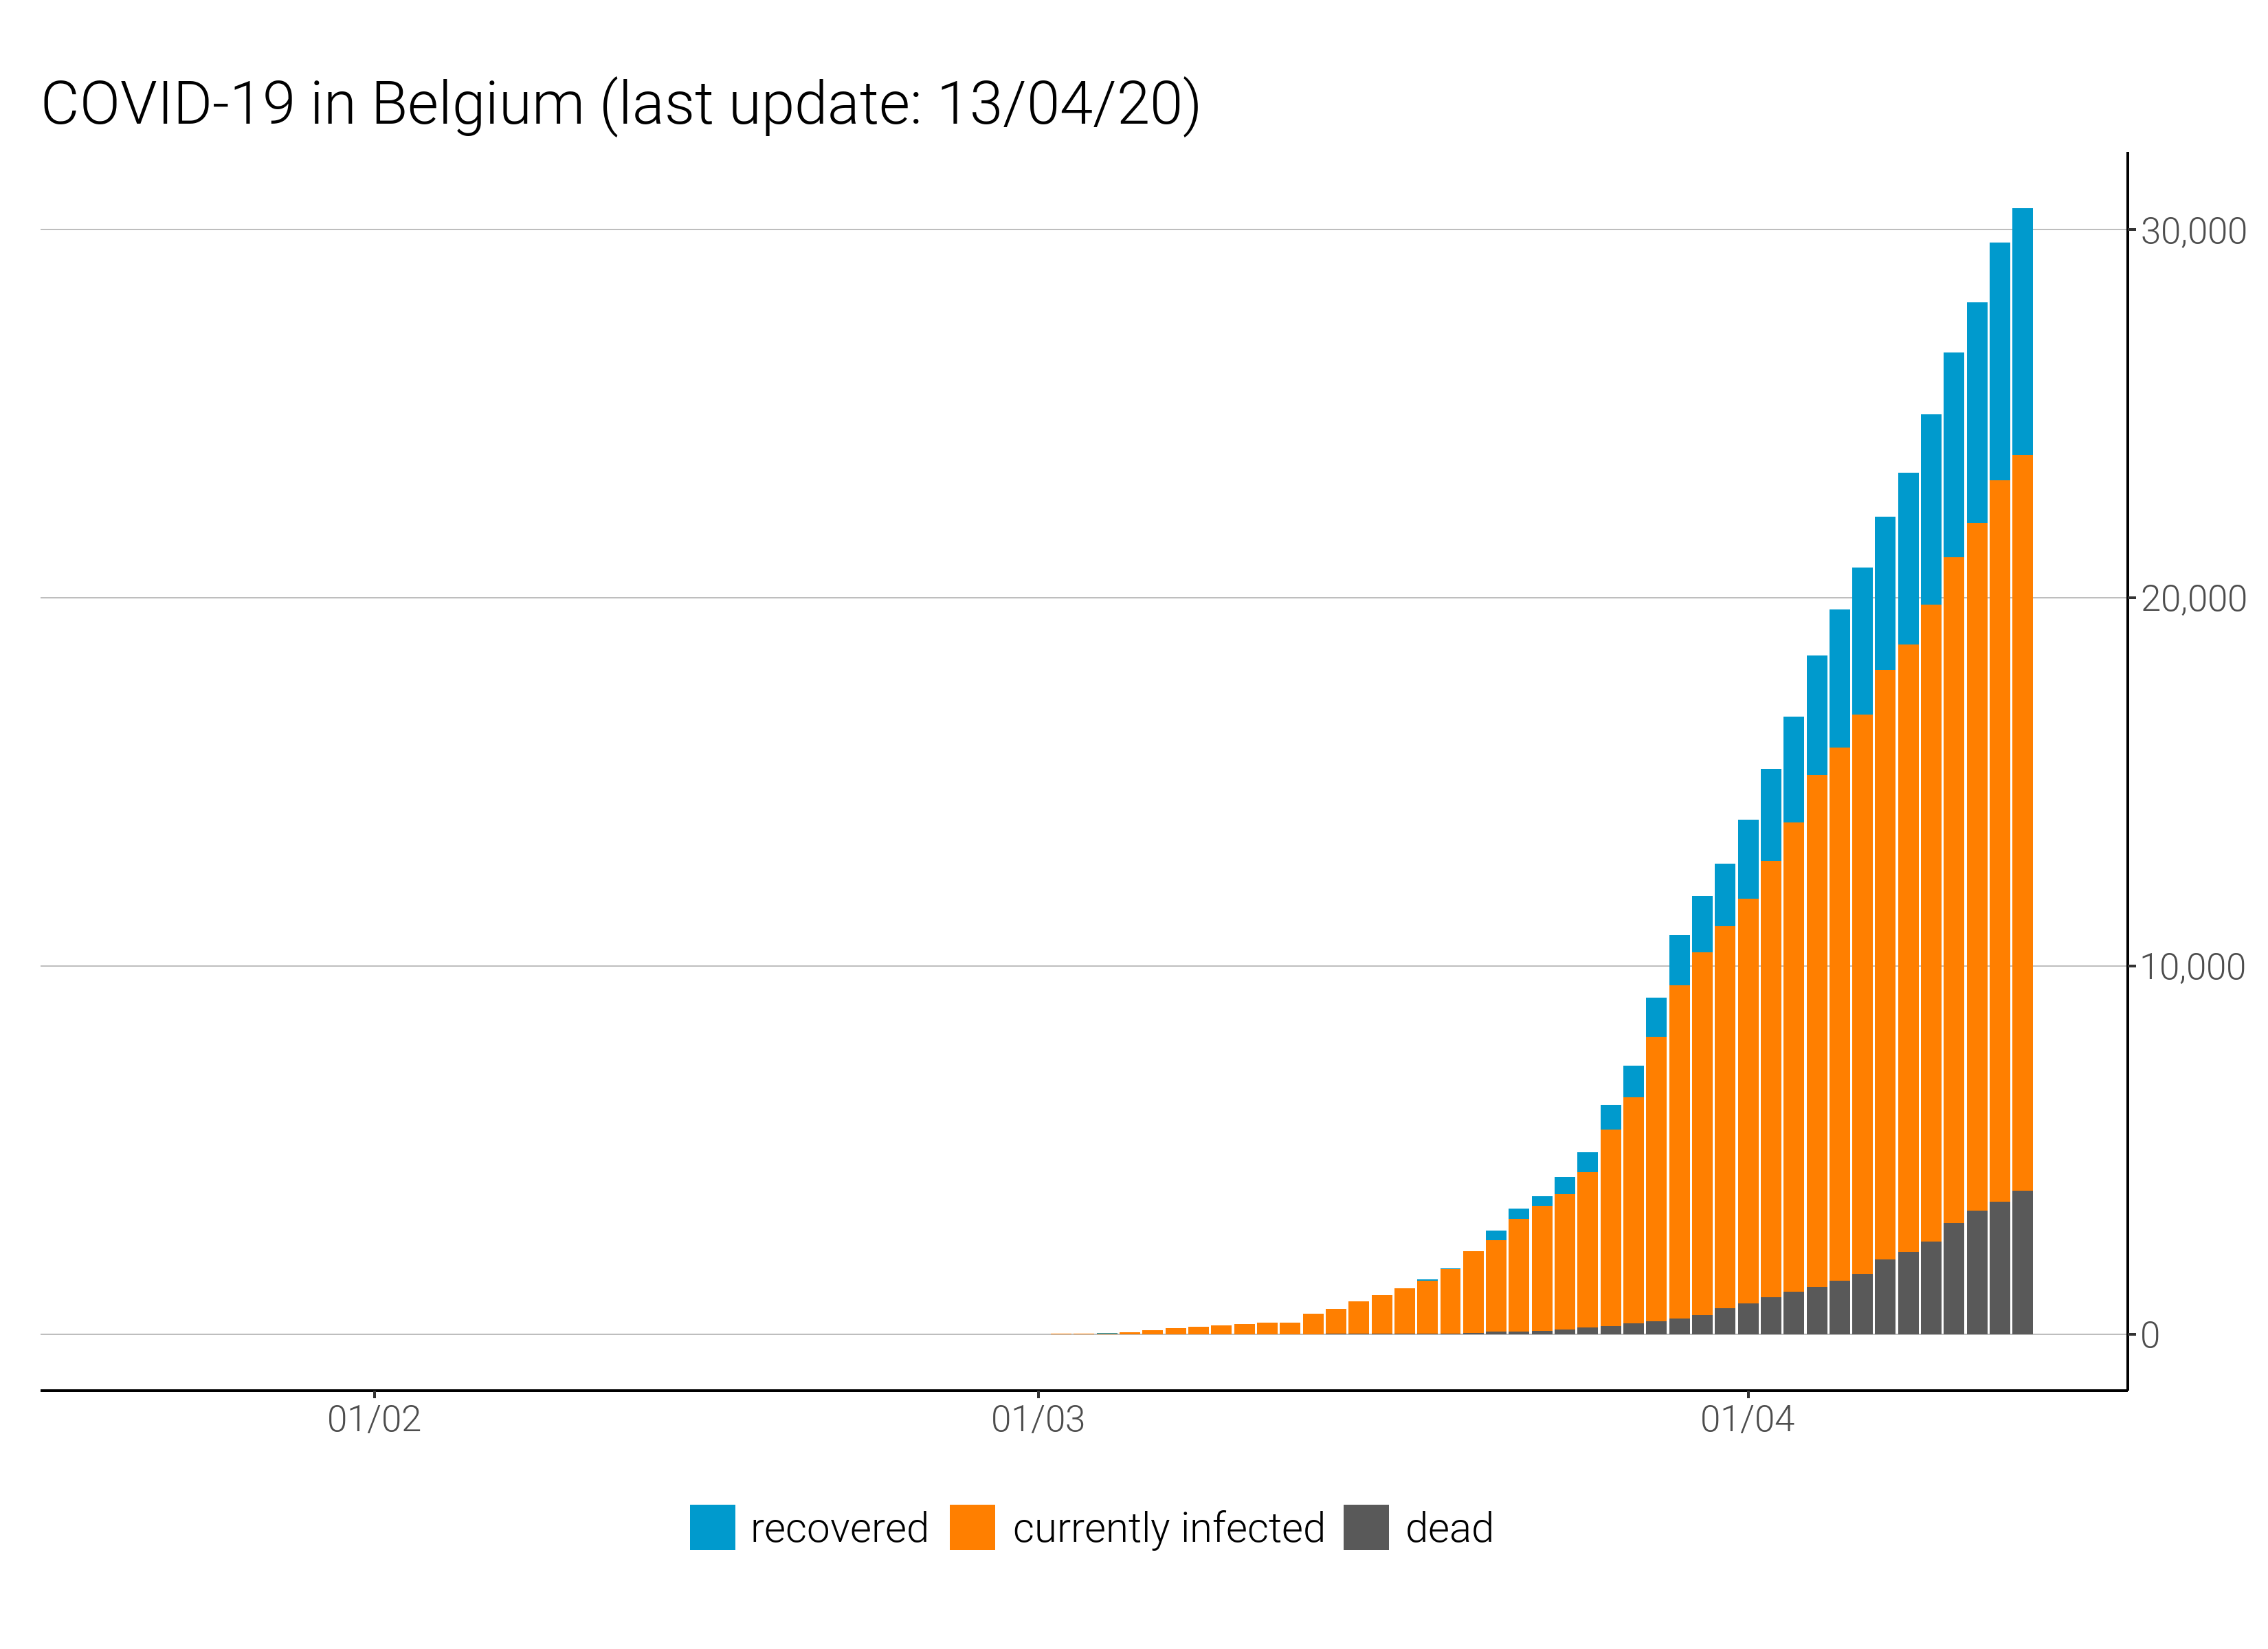 COVID-19 in Belgium (last update: 13/04/20)
30,000
20,000
10,000
0
01/02 01/03 01/04
recovered currently infected dead